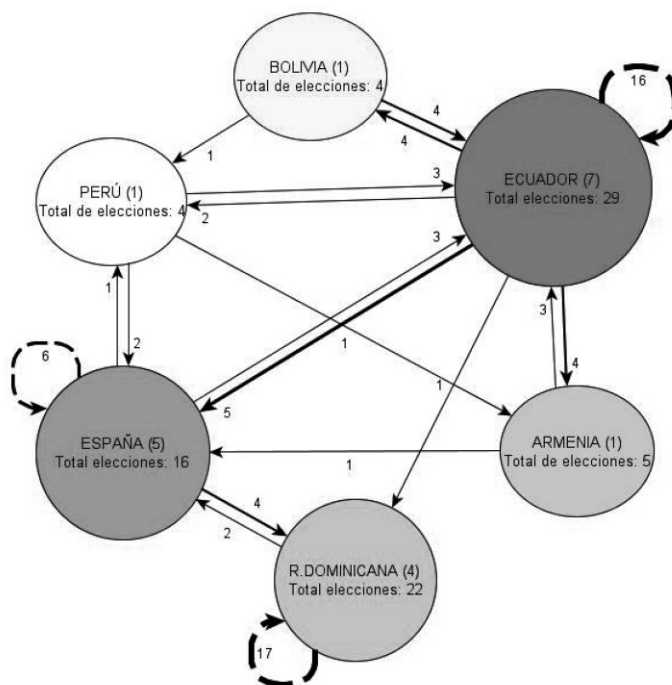 BOLIVIA (1)
Total de elecciones: 4
16
4
4
1
PERÚ (1)
Total de elecciones: 4
ECUADOR (7)
Total elecciones: 29
3
2
3
1
2
1
3
4
6
1
5
ESPAÑA (5)
Total elecciones: 16
ARMENIA (1)
Total de elecciones: 5
1
4
2
R.DOMINICANA (4)
Total elecciones: 22
17